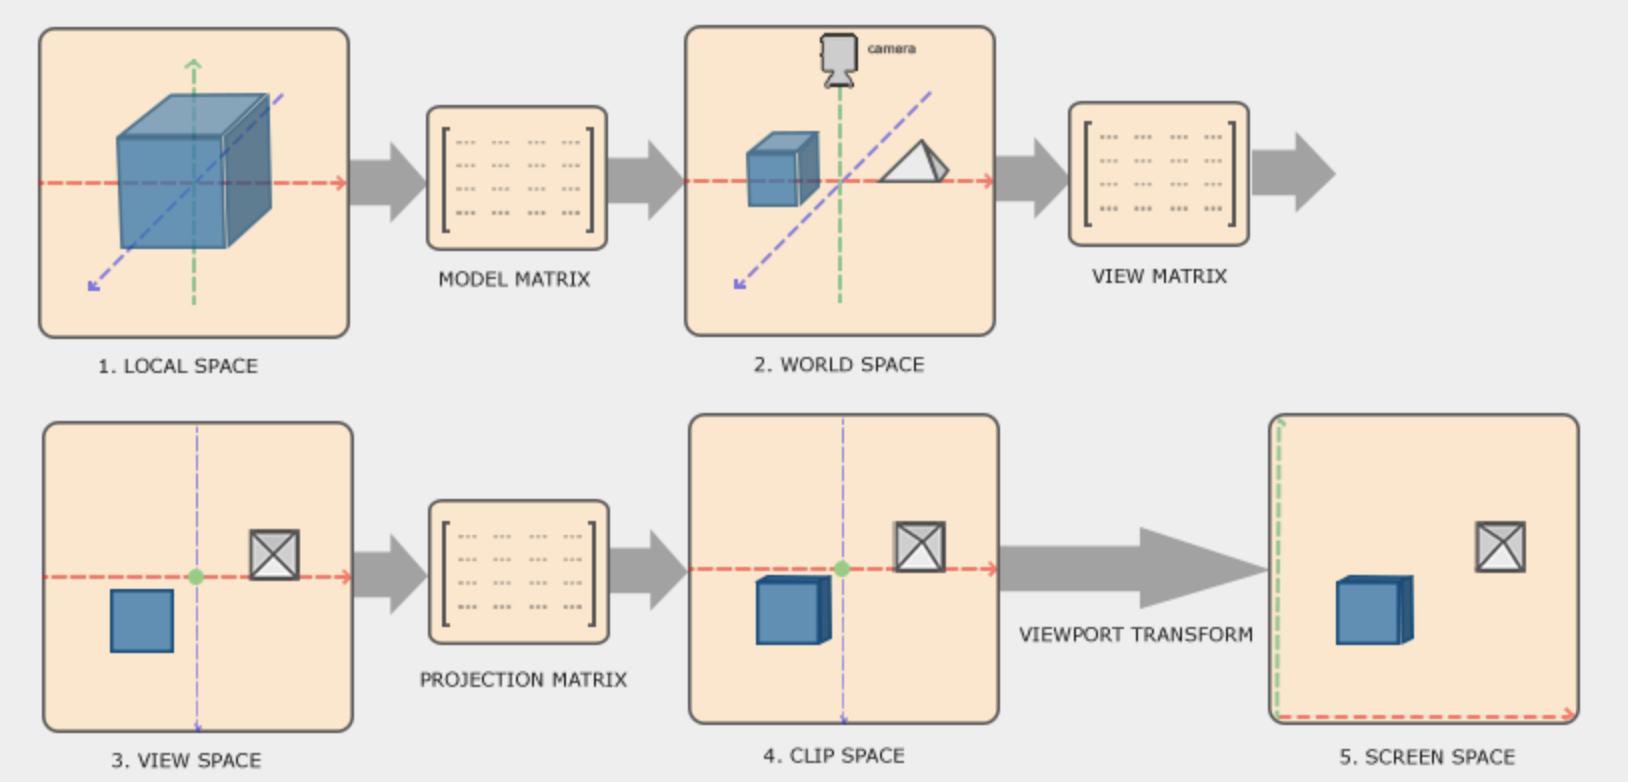 camera
MODEL MATRIX
VIEW MATRIX
1. LOCAL SPACE
2. WORLD SPACE
VIEWPORT TRANSFORM
PROJECTION MATRIX
3. VIEW SPACE
4. CLIP SPACE
5. SCREEN SPACE